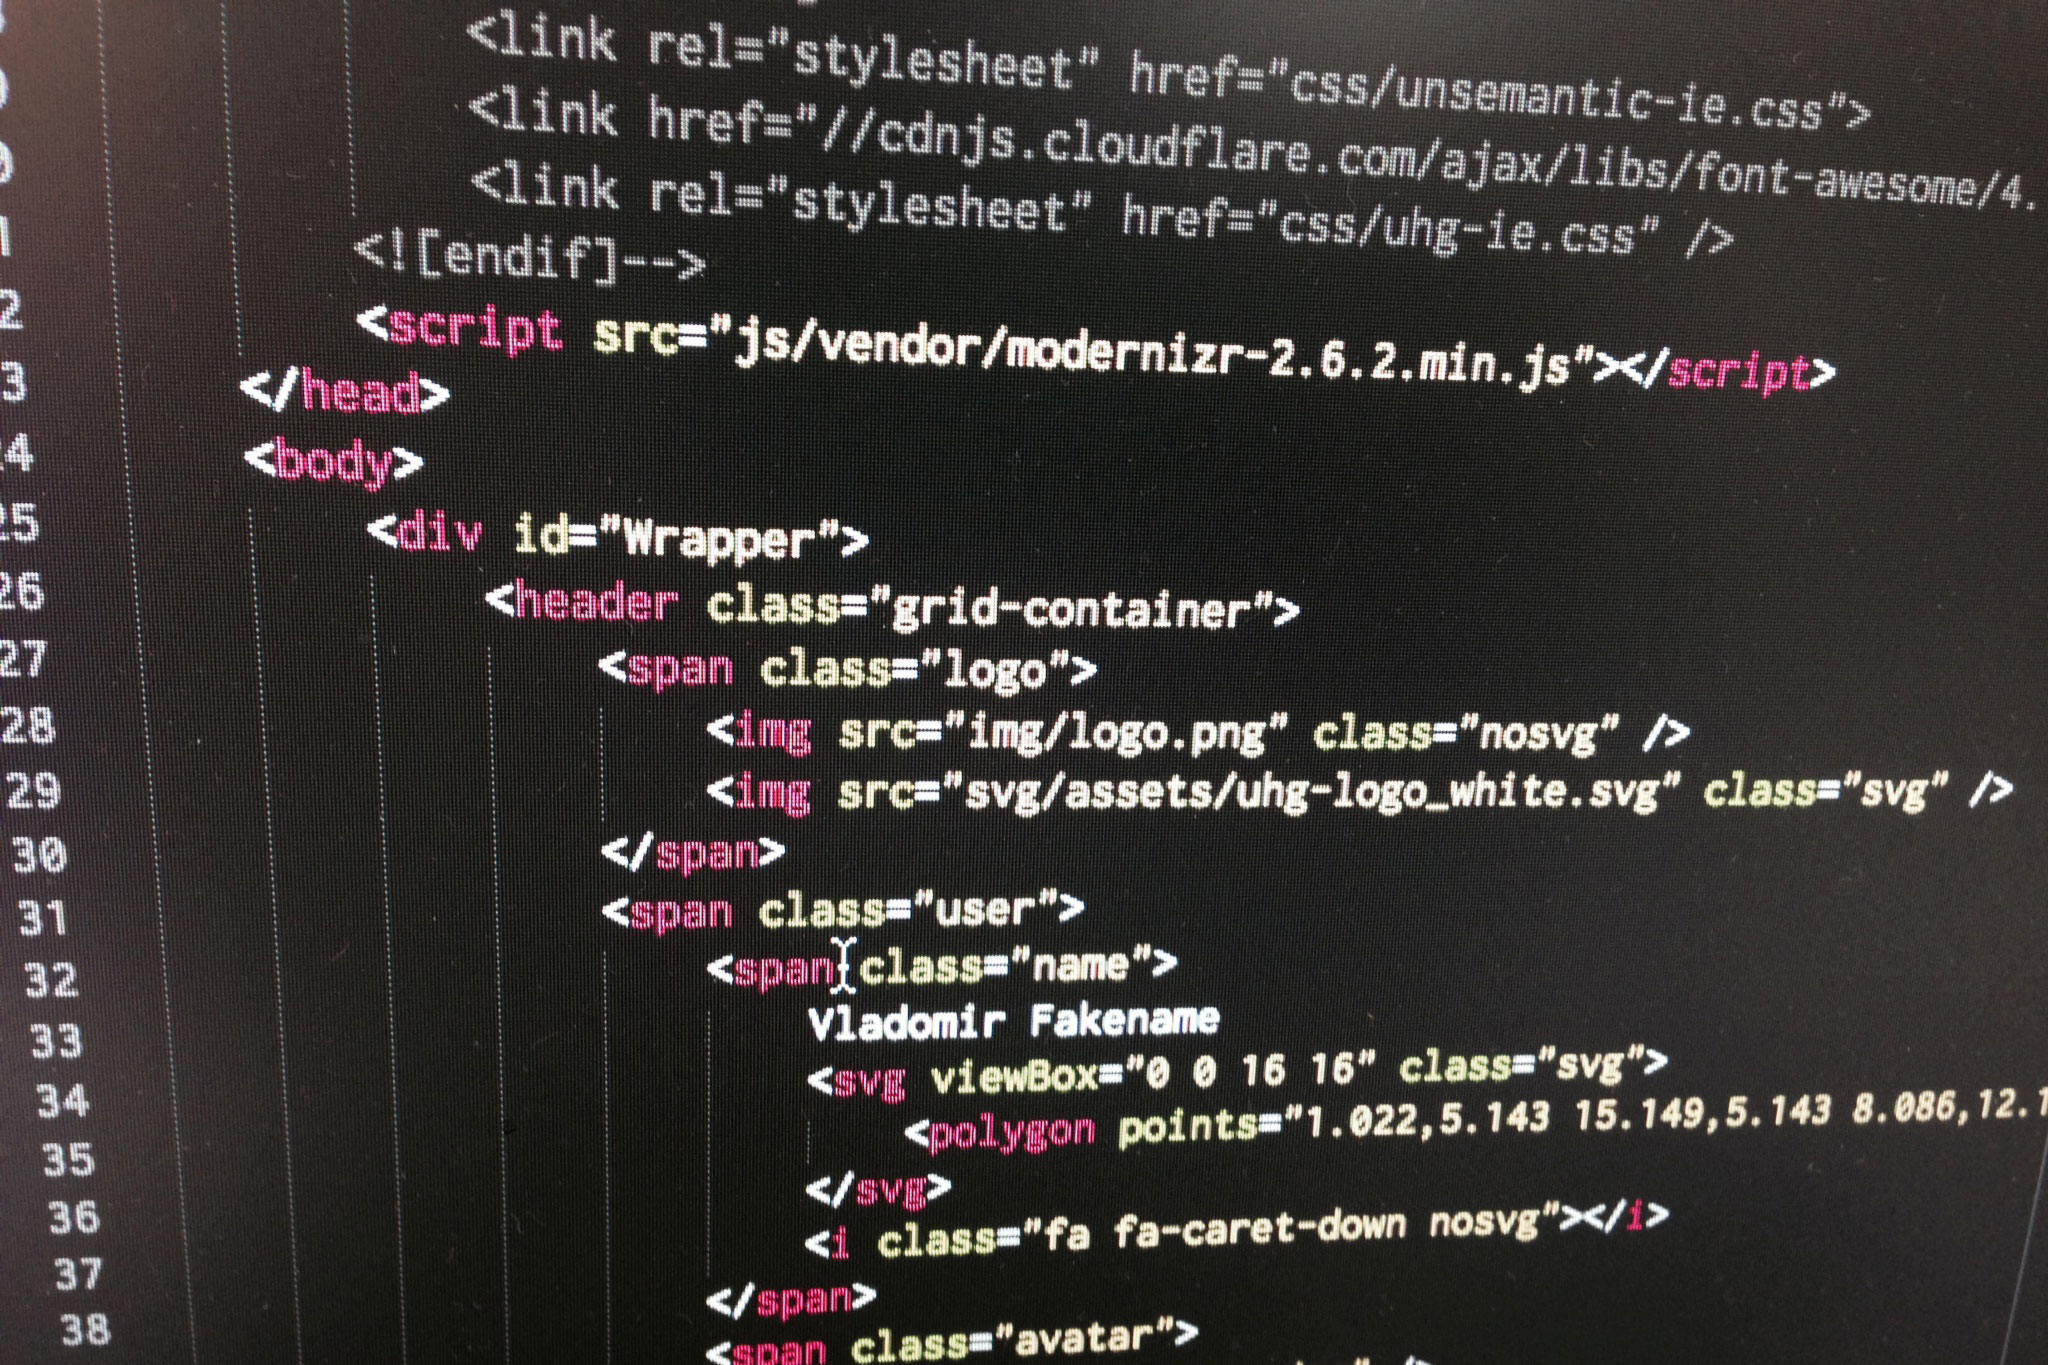 <link rel="stylesheet" href="css/unsemantic-ie.css">
<link href="//cdnjs.cloudflare.com/ajax/libs/font-awesome/4.
<link rel="stylesheet" href="css/uhg-ie.css" />
<![endif]-->
2 <script src="js/vendor/modernizr-2.6.2.min.js"></script>
3 </head>
24 <body>
25 <div id="Wrapper">
26 <header class="grid-container">
27 <span class="logo">
28 <img src="img/logo.png" class="nosvg" />
29 <img src="svg/assets/uhg-logo_white.svg" class="svg" />
30 </span>
31 <span class="user">
32 <span class="name">
33 Vladomir Fakename
34 <svg viewBox="0 0 16 16" class="svg">
35 <polygon points="1.022,5.143 15.149,5.143 8.086,12.1
36 </svg>
37 <i class="fa fa-caret-down nosvg"></i>
38 </span>
<span class="avatar">